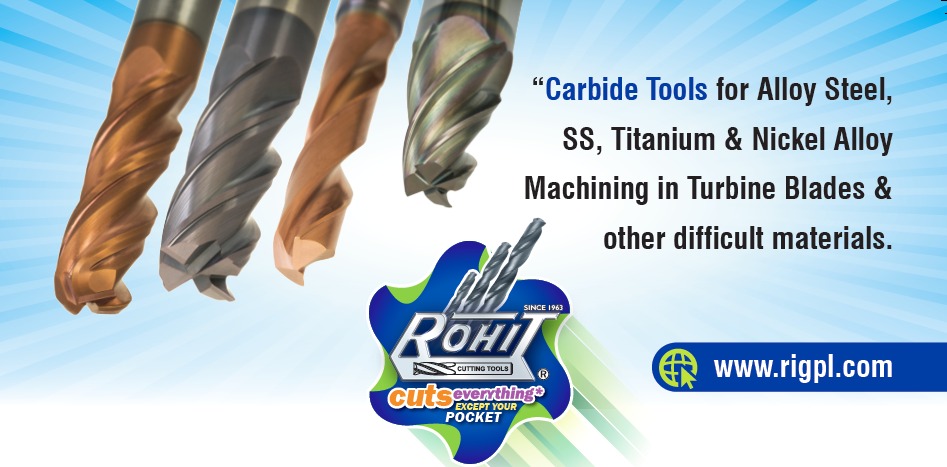 “Carbide Tools for Alloy Steel,
SS, Titanium & Nickel Alloy
Machining in Turbine Blades &
other difficult materials.
SINCE 1963
ROHIT
CUTTING TOOLS
®
cuts everything*
EXCEPT YOUR
POCKET
www.rigpl.com